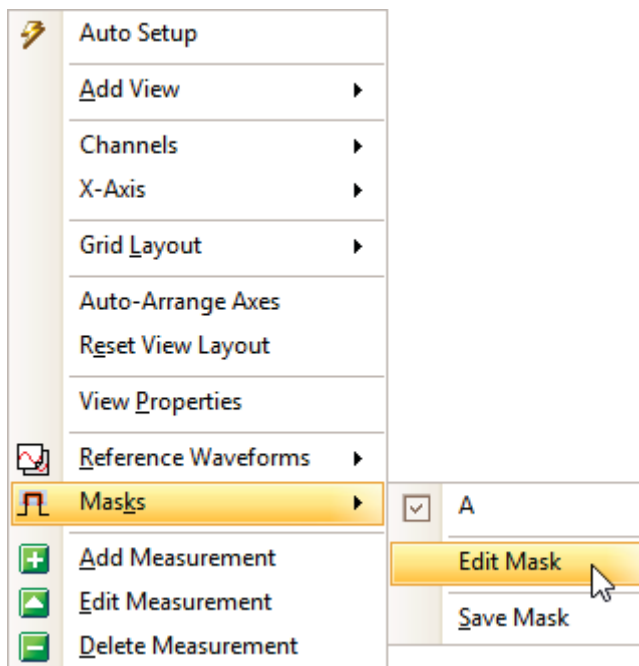 Auto Setup
Add View
Channels
X-Axis
Grid Layout
Auto-Arrange Axes
Reset View Layout
View Properties
Reference Waveforms
Masks
Add Measurement
Edit Measurement
Delete Measurement
A
Edit Mask
Save Mask